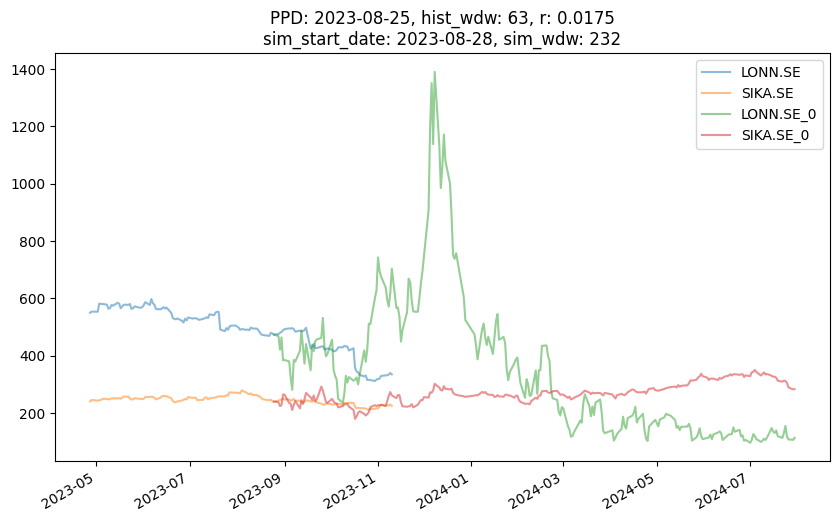 PPD: 2023-08-25, hist_wdw: 63, r: 0.0175
sim_start_date: 2023-08-28, sim_wdw: 232
LONN.SE
SIKA.SE
LONN.SE_0
SIKA.SE_0
1400
1200
1000
800
600
400
200
2023-05
2023-07
2023-09
2023-11
2024-01
2024-03
2024-05
2024-07